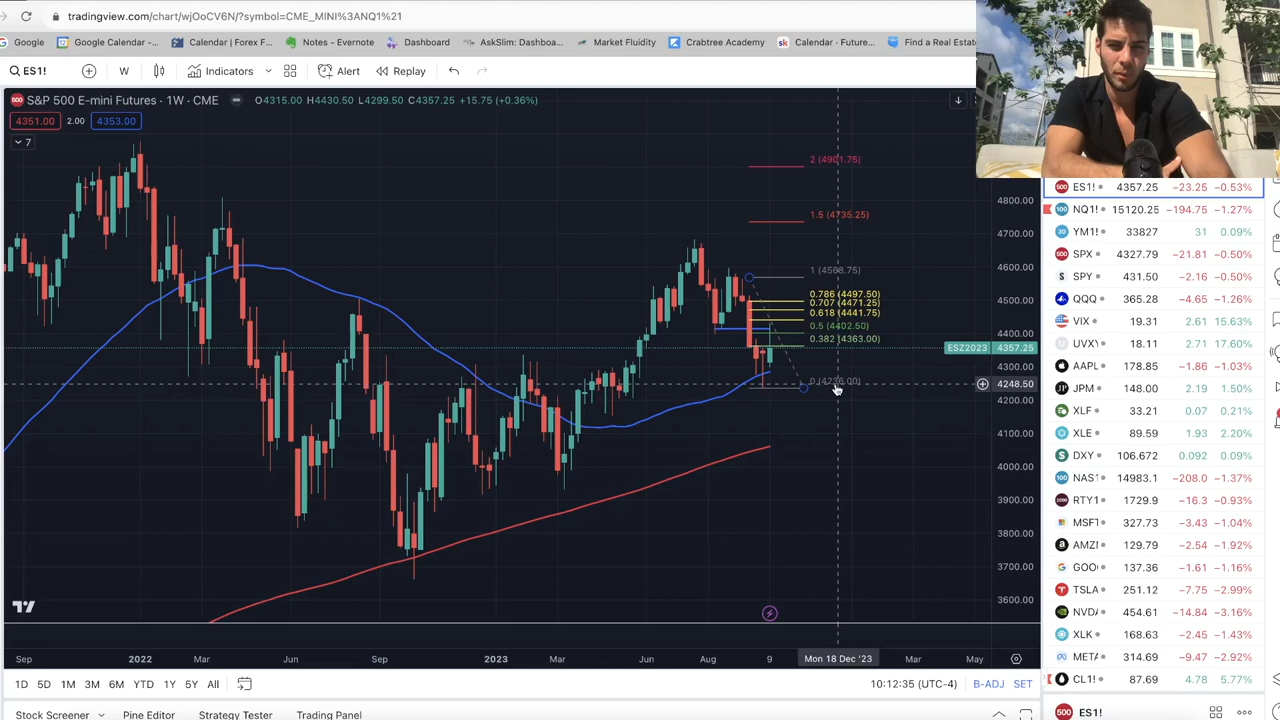 tradingview.com/chart/wjOoCV6N/?symbol=CME_MINI%3ANQ1%21
Google
Google Calendar -...
Calendar | Forex F...
Notes - Evernote
Dashboard
AskSlim: Dashboa...
Market Fluidity
Crabtree Academy
sk Calendar · Future...
Find a Real Estate
ES1!
W
Indicators
Alert
Replay
500 S&P 500 E-mini Futures · 1W · CME
O4315.00 H4430.50 L4299.50 C4357.25 +15.75 (+0.36%)
4351.00 2.00 4353.00
7
2 (4901.75)
1.5 (4735.25)
1 (4568.75)
0.786 (4497.50)
0.707 (4471.25)
0.618 (4441.75)
0.5 (4402.50)
0.382 (4363.00)
0 (4236.00)
4800.00
4700.00
4600.00
4500.00
4400.00
ESZ2023 4357.25
4300.00
4248.50
4200.00
4100.00
4000.00
3900.00
3800.00
3700.00
3600.00
Sep 2022 Mar Jun Sep 2023 Mar Jun Aug 9 Mon 18 Dec '23 Mar May
1D 5D 1M 3M 6M YTD 1Y 5Y All
10:12:35 (UTC-4) B-ADJ SET
Stock Screener Pine Editor Strategy Tester Trading Panel
500 ES1! 4357.25 −23.25 −0.53%
100 NQ1! 15120.25 −194.75 −1.27%
30 YM1! 33827 31 0.09%
500 SPX 4327.79 −21.81 −0.50%
S SPY 431.50 −2.16 −0.50%
QQQ 365.28 −4.65 −1.26%
VIX 19.31 2.61 15.63%
UVXY 18.11 2.71 17.60%
AAPL 178.85 −1.86 −1.03%
JPM 148.00 2.19 1.50%
XLF 33.21 0.07 0.21%
XLE 89.59 1.93 2.20%
$ DXY 106.672 0.092 0.09%
100 NAS1 14983.1 −208.0 −1.37%
2000 RTY1 1729.9 −16.3 −0.93%
MSFT 327.73 −3.43 −1.04%
a AMZI 129.79 −2.54 −1.92%
G GOO 137.36 −1.61 −1.16%
TSLA 251.12 −7.75 −2.99%
NVDA 454.61 −14.84 −3.16%
XLK 168.63 −2.45 −1.43%
META 314.69 −9.47 −2.92%
CL1! 87.69 4.78 5.77%
500 ES1!